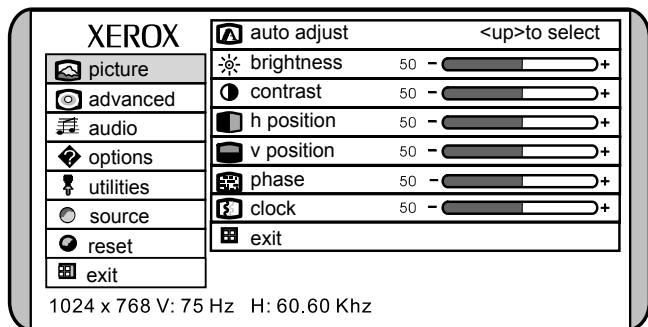 XEROX
picture
advanced
audio
options
utilities
source
reset
exit
auto adjust <up>to select
brightness 50 - +
contrast 50 - +
h position 50 - +
v position 50 - +
phase 50 - +
clock 50 - +
exit
1024 x 768 V: 75 Hz H: 60.60 Khz